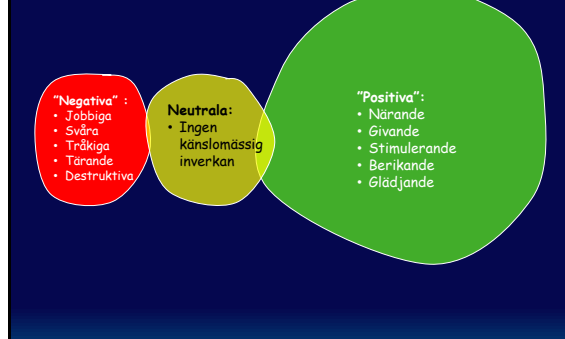 ”Negativa” :
• Jobbiga
• Svåra
• Tråkiga
• Tärande
• Destruktiva
Neutrala:
• Ingen
känslomässig
inverkan
”Positiva”:
• Närande
• Givande
• Stimulerande
• Berikande
• Glädjande